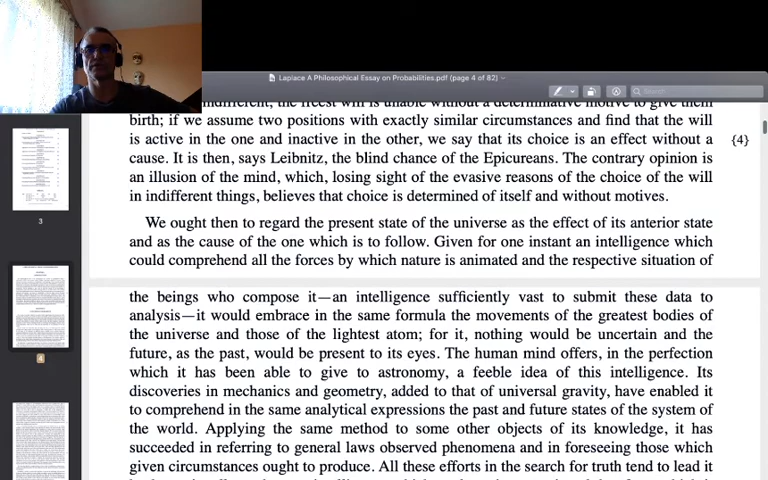 Laplace A Philosophical Essay on Probabilities.pdf (page 4 of 82)
Search
indifferent, the freest will is unable without a determinative motive to give them
birth; if we assume two positions with exactly similar circumstances and find that the will
is active in the one and inactive in the other, we say that its choice is an effect without a
{4}
cause. It is then, says Leibnitz, the blind chance of the Epicureans. The contrary opinion is
an illusion of the mind, which, losing sight of the evasive reasons of the choice of the will
in indifferent things, believes that choice is determined of itself and without motives.
We ought then to regard the present state of the universe as the effect of its anterior state
and as the cause of the one which is to follow. Given for one instant an intelligence which
could comprehend all the forces by which nature is animated and the respective situation of
the beings who compose it—an intelligence sufficiently vast to submit these data to
analysis—it would embrace in the same formula the movements of the greatest bodies of
the universe and those of the lightest atom; for it, nothing would be uncertain and the
future, as the past, would be present to its eyes. The human mind offers, in the perfection
which it has been able to give to astronomy, a feeble idea of this intelligence. Its
discoveries in mechanics and geometry, added to that of universal gravity, have enabled it
to comprehend in the same analytical expressions the past and future states of the system of
the world. Applying the same method to some other objects of its knowledge, it has
succeeded in referring to general laws observed phenomena and in foreseeing those which
given circumstances ought to produce. All these efforts in the search for truth tend to lead it
3
4